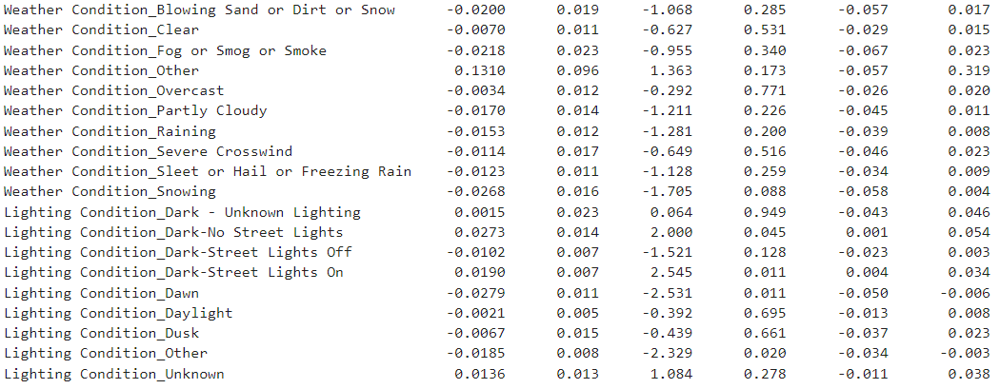 Weather Condition_Blowing Sand or Dirt or Snow -0.0200 0.019 -1.068 0.285 -0.057 0.017
Weather Condition_Clear -0.0070 0.011 -0.627 0.531 -0.029 0.015
Weather Condition_Fog or Smog or Smoke -0.0218 0.023 -0.955 0.340 -0.067 0.023
Weather Condition_Other 0.1310 0.096 1.363 0.173 -0.057 0.319
Weather Condition_Overcast -0.0034 0.012 -0.292 0.771 -0.026 0.020
Weather Condition_Partly Cloudy -0.0170 0.014 -1.211 0.226 -0.045 0.011
Weather Condition_Raining -0.0153 0.012 -1.281 0.200 -0.039 0.008
Weather Condition_Severe Crosswind -0.0114 0.017 -0.649 0.516 -0.046 0.023
Weather Condition_Sleet or Hail or Freezing Rain -0.0123 0.011 -1.128 0.259 -0.034 0.009
Weather Condition_Snowing -0.0268 0.016 -1.705 0.088 -0.058 0.004
Lighting Condition_Dark - Unknown Lighting 0.0015 0.023 0.064 0.949 -0.043 0.046
Lighting Condition_Dark-No Street Lights 0.0273 0.014 2.000 0.045 0.001 0.054
Lighting Condition_Dark-Street Lights Off -0.0102 0.007 -1.521 0.128 -0.023 0.003
Lighting Condition_Dark-Street Lights On 0.0190 0.007 2.545 0.011 0.004 0.034
Lighting Condition_Dawn -0.0279 0.011 -2.531 0.011 -0.050 -0.006
Lighting Condition_Daylight -0.0021 0.005 -0.392 0.695 -0.013 0.008
Lighting Condition_Dusk -0.0067 0.015 -0.439 0.661 -0.037 0.023
Lighting Condition_Other -0.0185 0.008 -2.329 0.020 -0.034 -0.003
Lighting Condition_Unknown 0.0136 0.013 1.084 0.278 -0.011 0.038